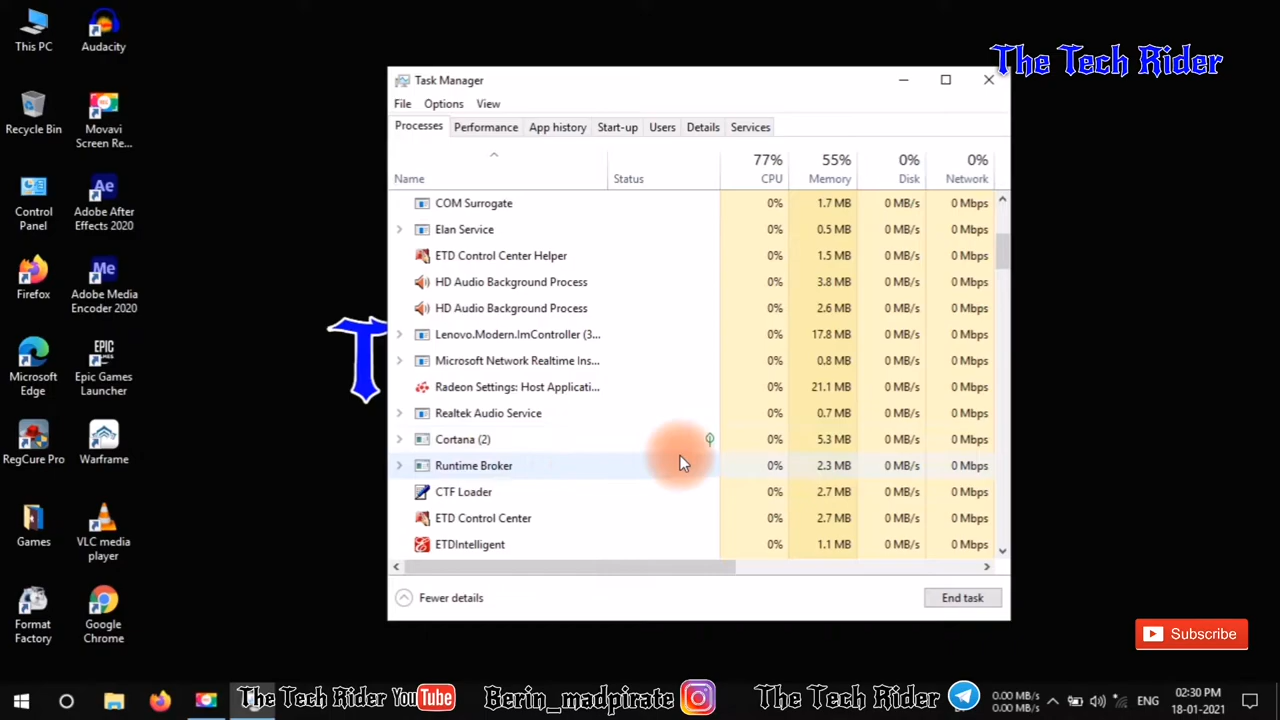 This PC
Audacity
Recycle Bin
Movavi
Screen Re...
Control
Panel
Adobe After
Effects 2020
Firefox
Adobe Media
Encoder 2020
Microsoft
Edge
Epic Games
Launcher
RegCure Pro
Warframe
Games
VLC media
player
Format
Factory
Google
Chrome
T
The Tech Rider
Task Manager
File Options View
Processes Performance App history Start-up Users Details Services
77% 55% 0% 0%
Name Status CPU Memory Disk Network
COM Surrogate 0% 1.7 MB 0 MB/s 0 Mbps
Elan Service 0% 0.5 MB 0 MB/s 0 Mbps
ETD Control Center Helper 0% 1.5 MB 0 MB/s 0 Mbps
HD Audio Background Process 0% 3.8 MB 0 MB/s 0 Mbps
HD Audio Background Process 0% 2.6 MB 0 MB/s 0 Mbps
Lenovo.Modern.ImController (3... 0% 17.8 MB 0 MB/s 0 Mbps
Microsoft Network Realtime Ins... 0% 0.8 MB 0 MB/s 0 Mbps
Radeon Settings: Host Applicati... 0% 21.1 MB 0 MB/s 0 Mbps
Realtek Audio Service 0% 0.7 MB 0 MB/s 0 Mbps
Cortana (2) 0% 5.3 MB 0 MB/s 0 Mbps
Runtime Broker 0% 2.3 MB 0 MB/s 0 Mbps
CTF Loader 0% 2.7 MB 0 MB/s 0 Mbps
ETD Control Center 0% 2.7 MB 0 MB/s 0 Mbps
ETDIntelligent 0% 1.1 MB 0 MB/s 0 Mbps
Fewer details End task
Subscribe
The Tech Rider YouTube Berin_madpirate The Tech Rider
0.00 MB/s
0.00 MB/s
ENG
02:30 PM
18-01-2021